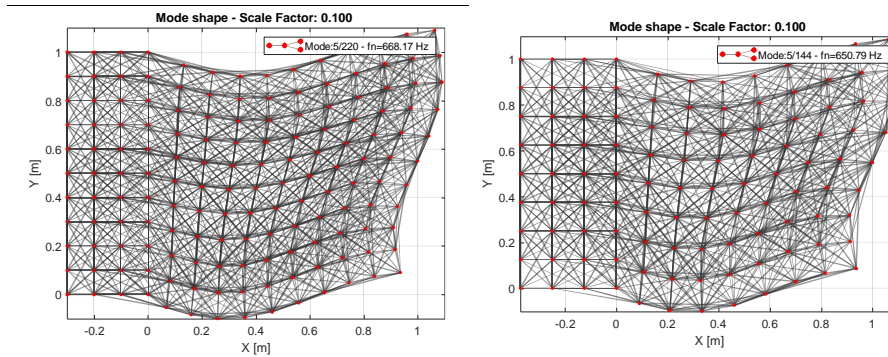 Mode shape - Scale Factor: 0.100
Mode:5/220 - fn=668.17 Hz
1
0.8
0.6
0.4
0.2
0
Y [m]
-0.2 0 0.2 0.4 0.6 0.8 1
X [m]
Mode shape - Scale Factor: 0.100
Mode:5/144 - fn=650.79 Hz
1
0.8
0.6
0.4
0.2
0
Y [m]
-0.2 0 0.2 0.4 0.6 0.8 1
X [m]